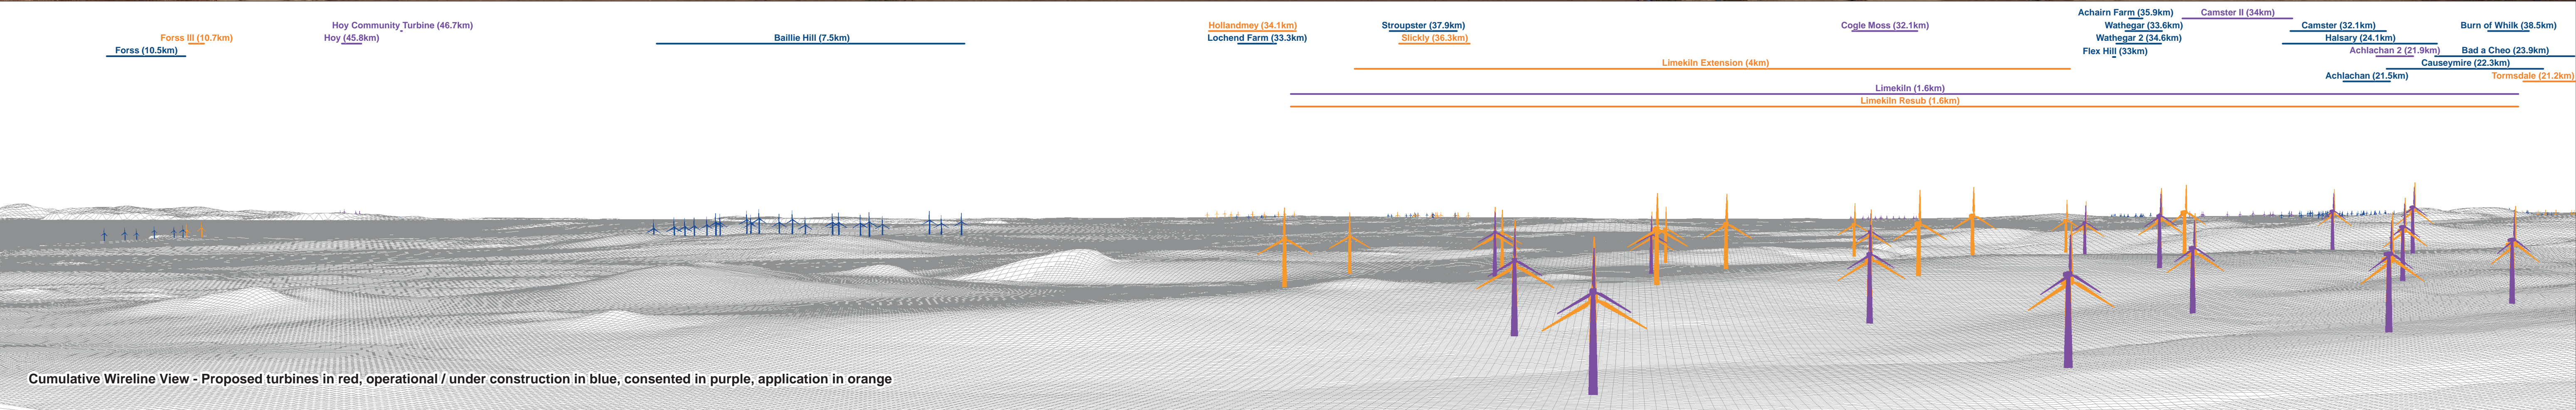 Achairn Farm (35.9km) Camster II (34km)
Hoy Community Turbine (46.7km) Hollandmey (34.1km) Stroupster (37.9km) Cogle Moss (32.1km) Wathegar (33.6km) Camster (32.1km) Burn of Whilk (38.5km)
Forss III (10.7km) Hoy (45.8km) Baillie Hill (7.5km) Lochend Farm (33.3km) Slickly (36.3km) Wathegar 2 (34.6km) Halsary (24.1km)
Forss (10.5km) Flex Hill (33km) Achlachan 2 (21.9km) Bad a Cheo (23.9km)
Limekiln Extension (4km) Causeymire (22.3km)
Achlachan (21.5km) Tormsdale (21.2km)
Limekiln (1.6km)
Limekiln Resub (1.6km)
Cumulative Wireline View - Proposed turbines in red, operational / under construction in blue, consented in purple, application in orange